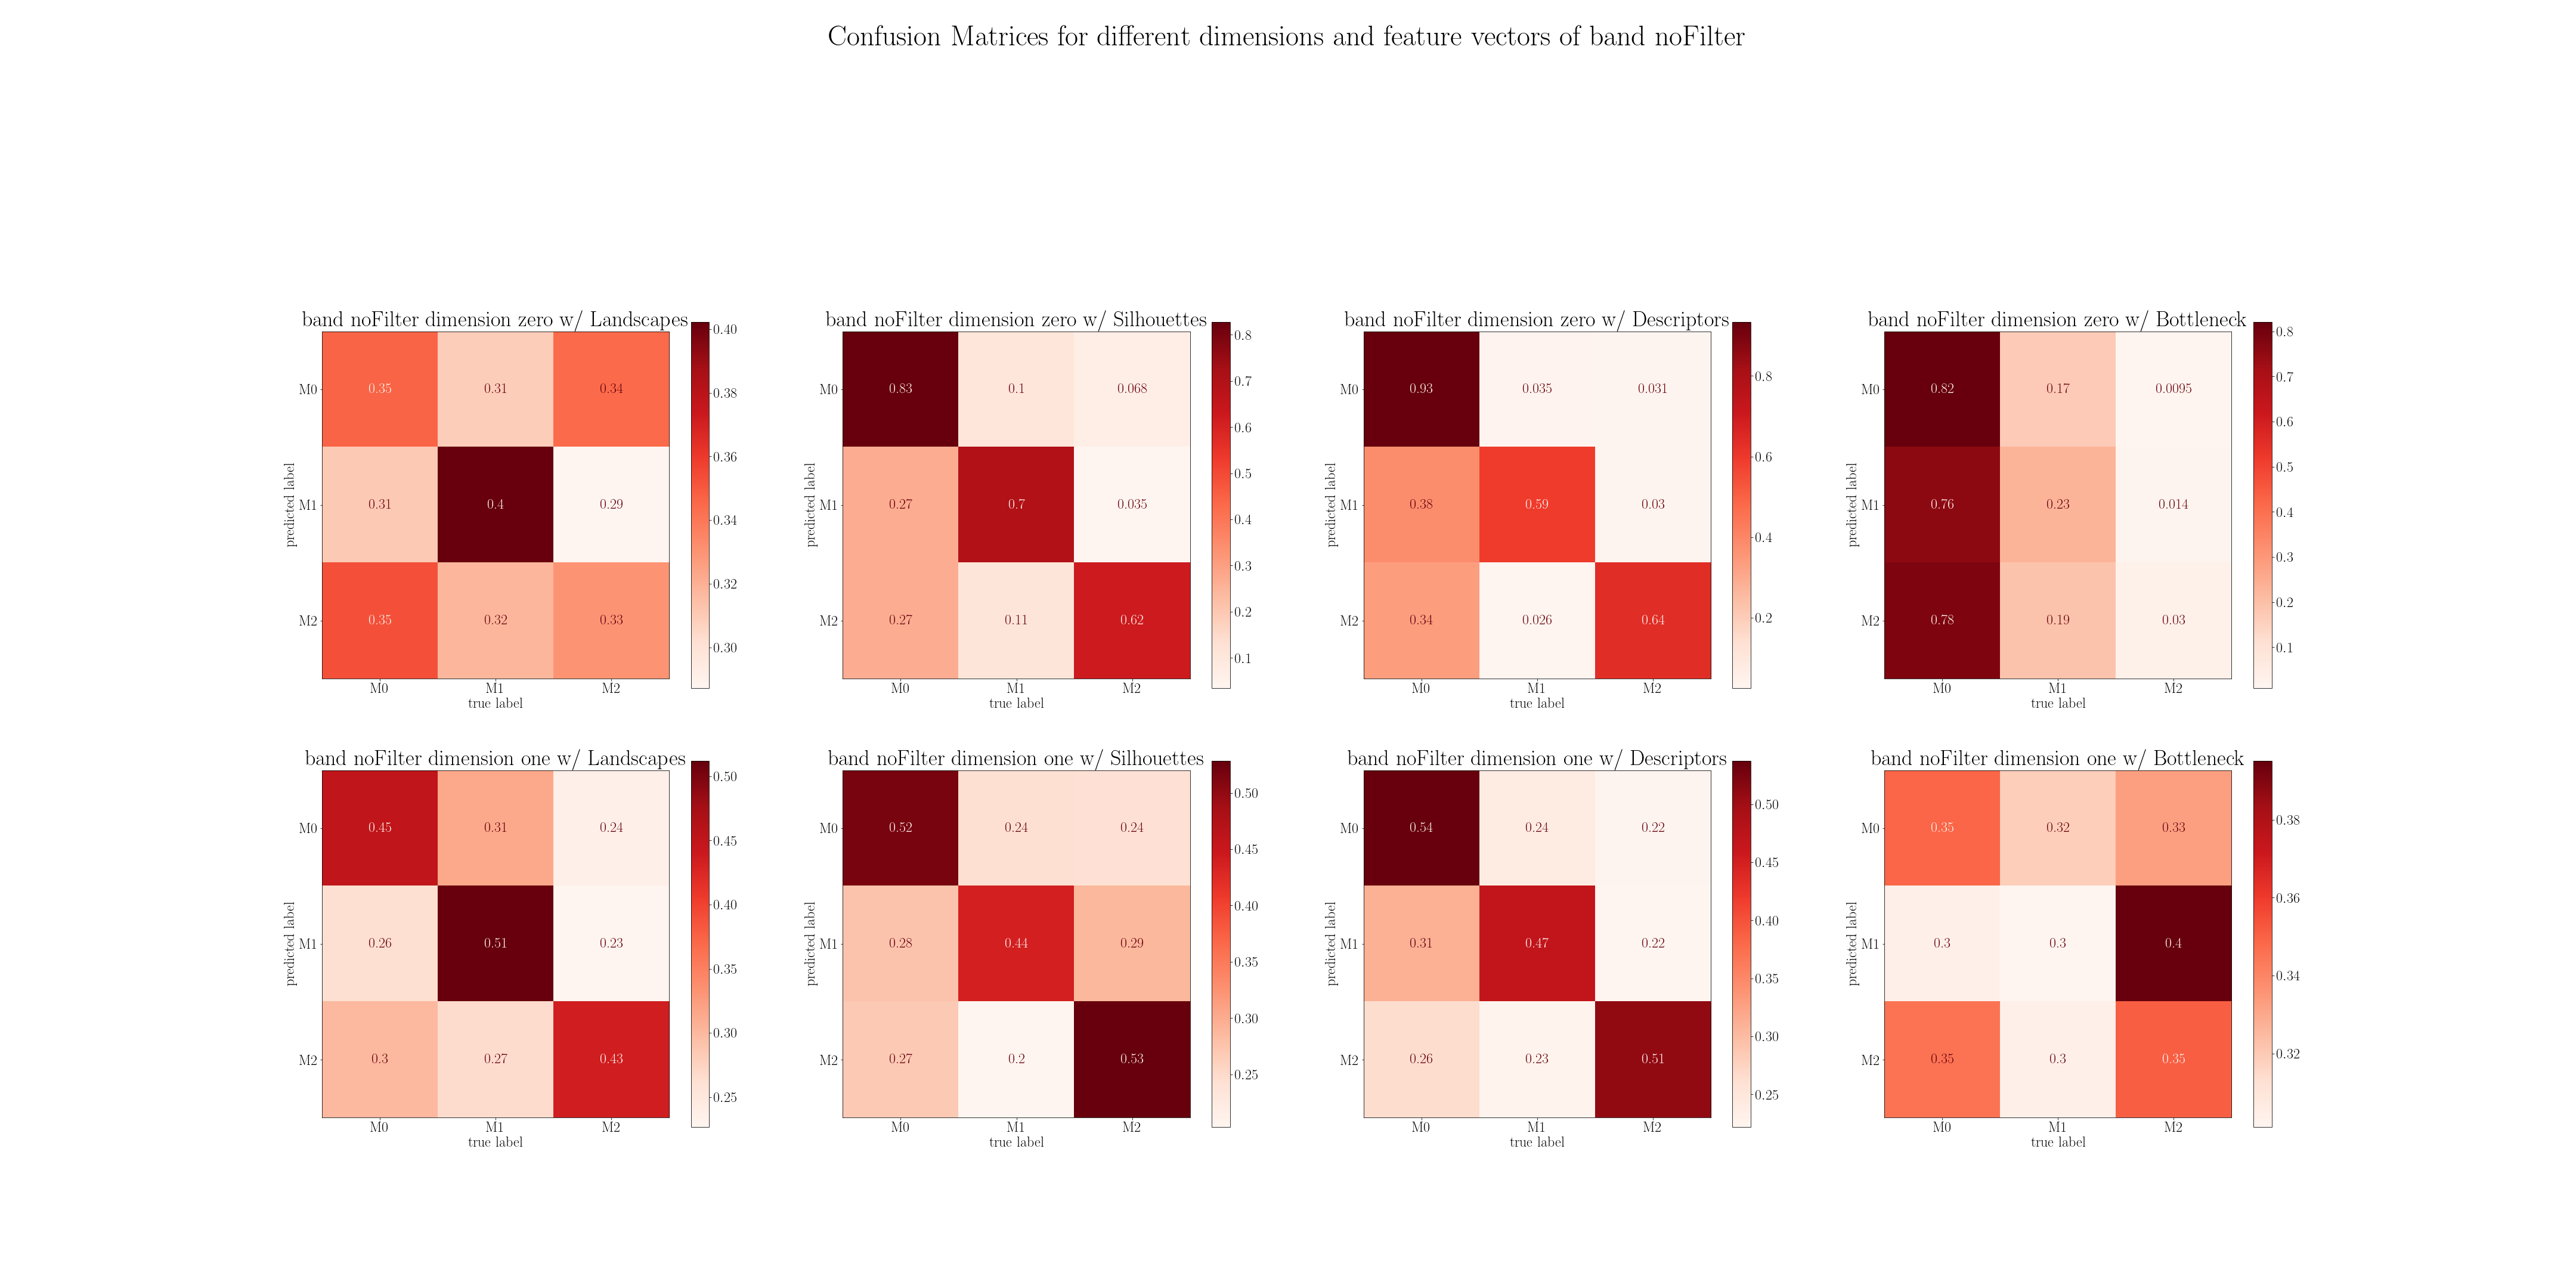 Confusion Matrices for different dimensions and feature vectors of band noFilter
band noFilter dimension zero w/ Landscapes
predicted label
M0 0.35 0.31 0.34
M1 0.31 0.4 0.29
M2 0.35 0.32 0.33
M0 M1 M2
true label
0.40
0.38
0.36
0.34
0.32
0.30
band noFilter dimension zero w/ Silhouettes
predicted label
M0 0.83 0.1 0.068
M1 0.27 0.7 0.035
M2 0.27 0.11 0.62
M0 M1 M2
true label
0.8
0.7
0.6
0.5
0.4
0.3
0.2
0.1
band noFilter dimension zero w/ Descriptors
predicted label
M0 0.93 0.035 0.031
M1 0.38 0.59 0.03
M2 0.34 0.026 0.64
M0 M1 M2
true label
0.8
0.6
0.4
0.2
band noFilter dimension zero w/ Bottleneck
predicted label
M0 0.82 0.17 0.0095
M1 0.76 0.23 0.014
M2 0.78 0.19 0.03
M0 M1 M2
true label
0.8
0.7
0.6
0.5
0.4
0.3
0.2
0.1
band noFilter dimension one w/ Landscapes
predicted label
M0 0.45 0.31 0.24
M1 0.26 0.51 0.23
M2 0.3 0.27 0.43
M0 M1 M2
true label
0.50
0.45
0.40
0.35
0.30
0.25
band noFilter dimension one w/ Silhouettes
predicted label
M0 0.52 0.24 0.24
M1 0.28 0.44 0.29
M2 0.27 0.2 0.53
M0 M1 M2
true label
0.50
0.45
0.40
0.35
0.30
0.25
band noFilter dimension one w/ Descriptors
predicted label
M0 0.54 0.24 0.22
M1 0.31 0.47 0.22
M2 0.26 0.23 0.51
M0 M1 M2
true label
0.50
0.45
0.40
0.35
0.30
0.25
band noFilter dimension one w/ Bottleneck
predicted label
M0 0.35 0.32 0.33
M1 0.3 0.3 0.4
M2 0.35 0.3 0.35
M0 M1 M2
true label
0.38
0.36
0.34
0.32